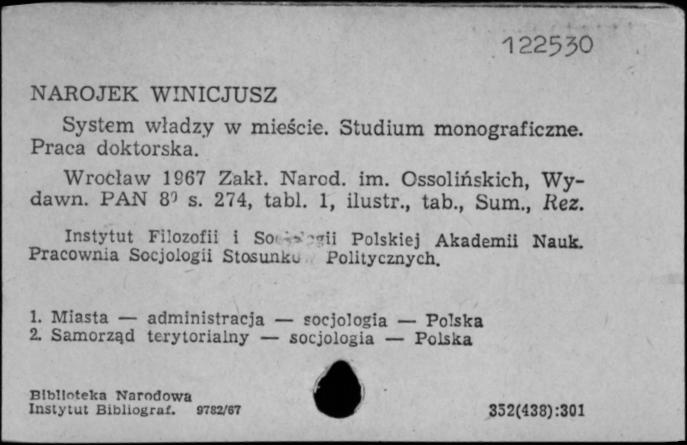 122530
NAROJEK WINICJUSZ
System władzy w mieście. Studium monograficzne.
Praca doktorska.
Wrocław 1967 Zakł. Narod. im. Ossolińskich, Wy-
dawn. PAN 8⁰ s. 274, tabl. 1, ilustr., tab., Sum., Rez.
Instytut Filozofii i Polskiej Akademii Nauk.
Pracownia Socjologii Politycznych.
1. Miasta — administracja — socjologia — Polska
2. Samorząd terytorialny — socjologia — Polska
Biblioteka Narodowa
Instytut Bibliograf. 9782/67
352(438):301